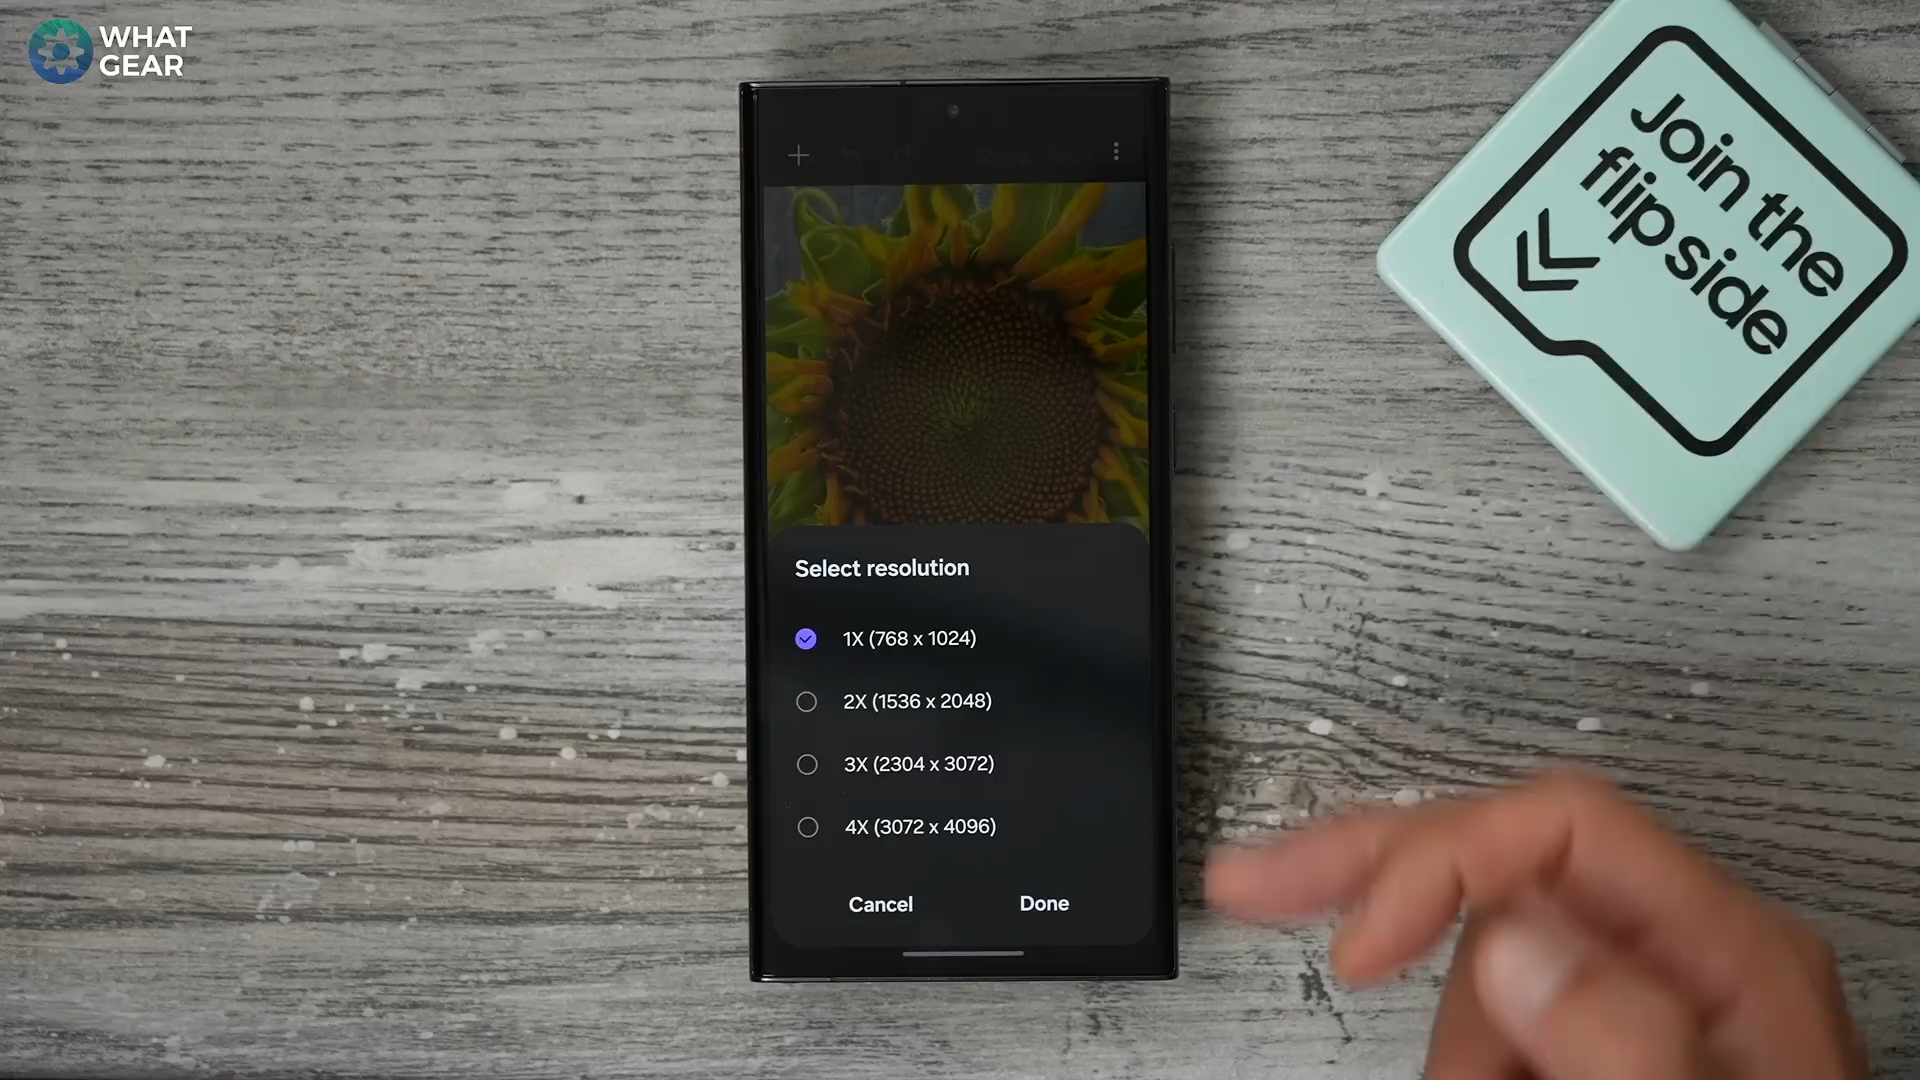 WHAT
GEAR
Join the
flip side
Select resolution
1X (768 x 1024)
2X (1536 x 2048)
3X (2304 x 3072)
4X (3072 x 4096)
Cancel
Done